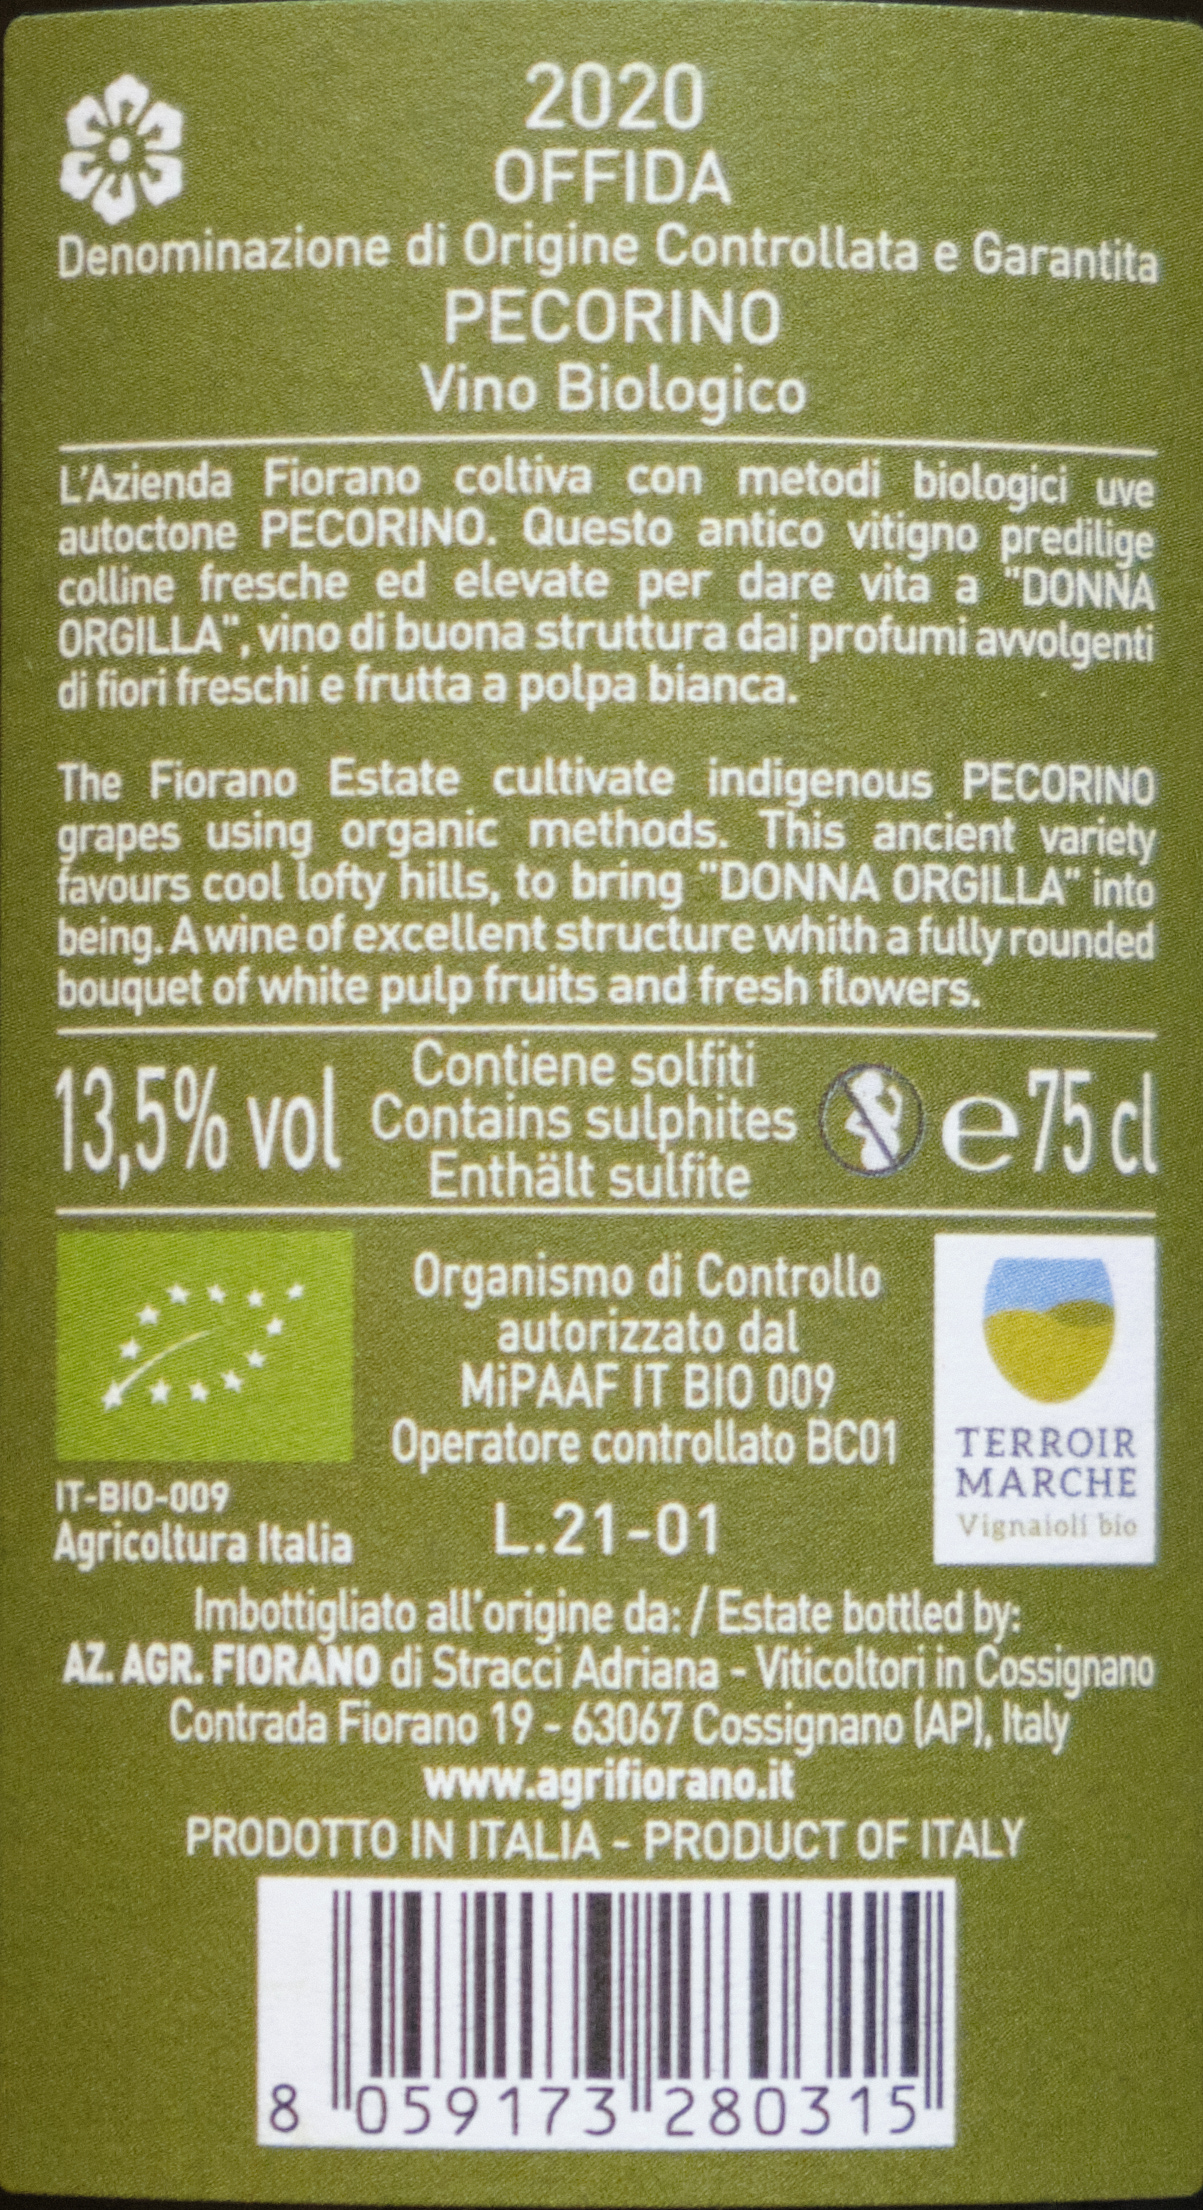 2020
OFFIDA
Denominazione di Origine Controllata e Garantita
PECORINO
Vino Biologico
L'Azienda Fiorano coltiva con metodi biologici uve
autoctone PECORINO. Questo antico vitigno predilige
colline fresche ed elevate per dare vita a "DONNA
ORGILLA", vino di buona struttura dai profumi avvolgenti
di fiori freschi e frutta a polpa bianca.
The Fiorano Estate cultivate indigenous PECORINO
grapes using organic methods. This ancient variety
favours cool lofty hills, to bring "DONNA ORGILLA" into
being. A wine of excellent structure whith a fully rounded
bouquet of white pulp fruits and fresh flowers.
13,5% vol
Contiene solfiti
Contains sulphites
Enthält sulfite
e 75 cl
Organismo di Controllo
autorizzato dal
MiPAAF IT BIO 009
Operatore controllato BC01
IT-BIO-009
Agricoltura Italia
L.21-01
TERROIR
MARCHE
Vignaioli bio
Imbottigliato all'origine da: / Estate bottled by:
AZ. AGR. FIORANO di Stracci Adriana - Viticoltori in Cossignano
Contrada Fiorano 19 - 63067 Cossignano (AP), Italy
www.agrifiorano.it
PRODOTTO IN ITALIA - PRODUCT OF ITALY
8 059173 280315